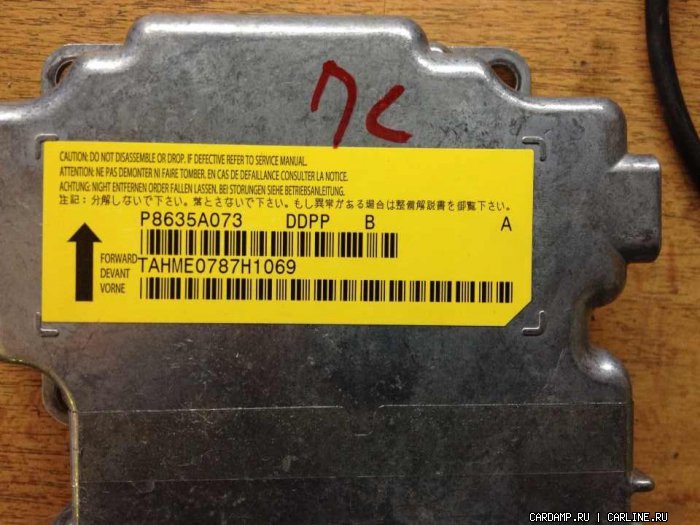 ПС
CAUTION: DO NOT DISASSEMBLE OR DROP. IF DEFECTIVE REFER TO SERVICE MANUAL.
ATTENTION: NE PAS DEMONTER NI FAIRE TOMBER. EN CAS DE DEFAILLANCE CONSULTER LA NOTICE.
ACHTUNG: NIGHT ENTFERNEN ORDER FALLEN LASSEN. BEI STORUNGEN SIEHE BETRIEBSANLEITUNG.
注記：分解しないで下さい。落とさないで下さい。もし異常がある場合は整備解説書を御覧下さい。
P8635A073 DDPP B A
FORWARD
DEVANT
VORNE
TAHME0787H1069
CARDAMP.RU | CARLINE.RU